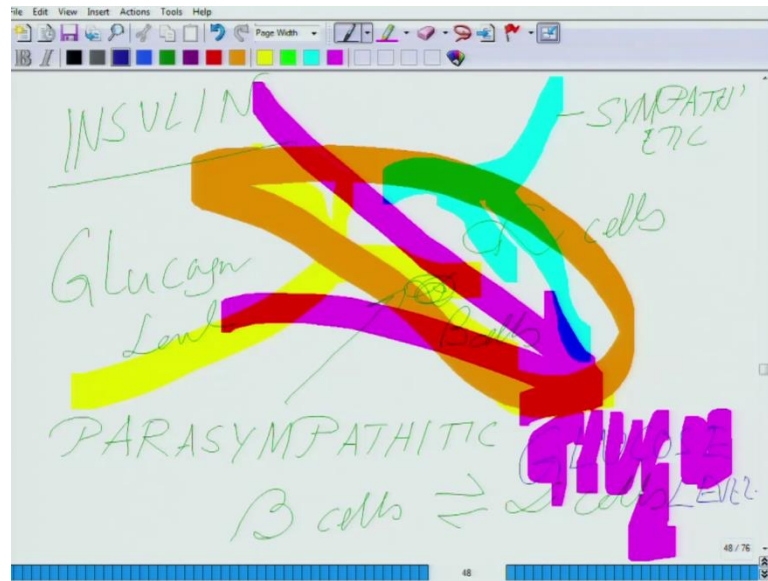 File Edit View Insert Actions Tools Help
Page Width
B I
INSULIN
SYMPATH'
ETIC
α cells
Glucagn
Level
β cells
PARASYMPATHITIC
β cells ⇌ α cells
LEVEL.
48 / 76
48